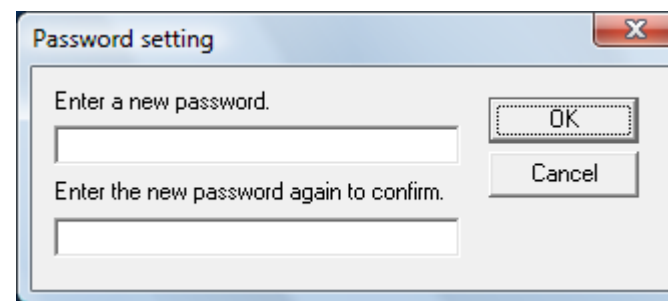 Password setting
Enter a new password.
OK
Cancel
Enter the new password again to confirm.